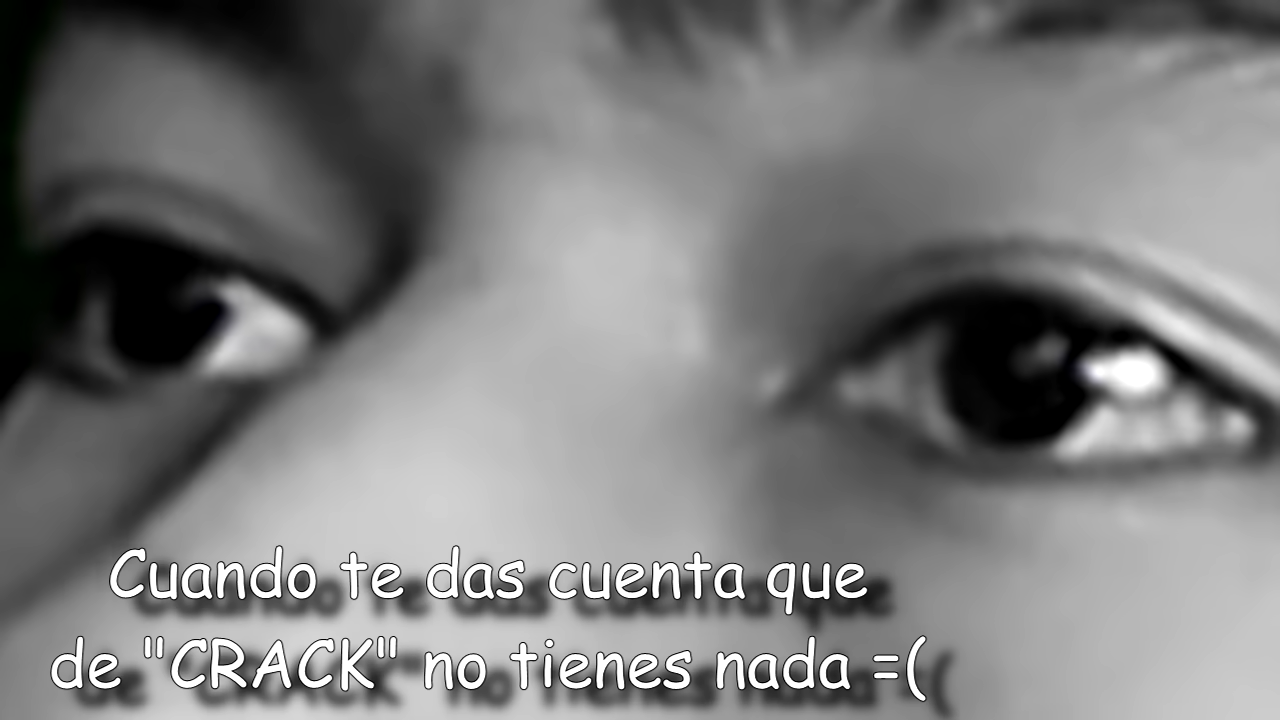 Cuando te das cuenta que
de "CRACK" no tienes nada =(